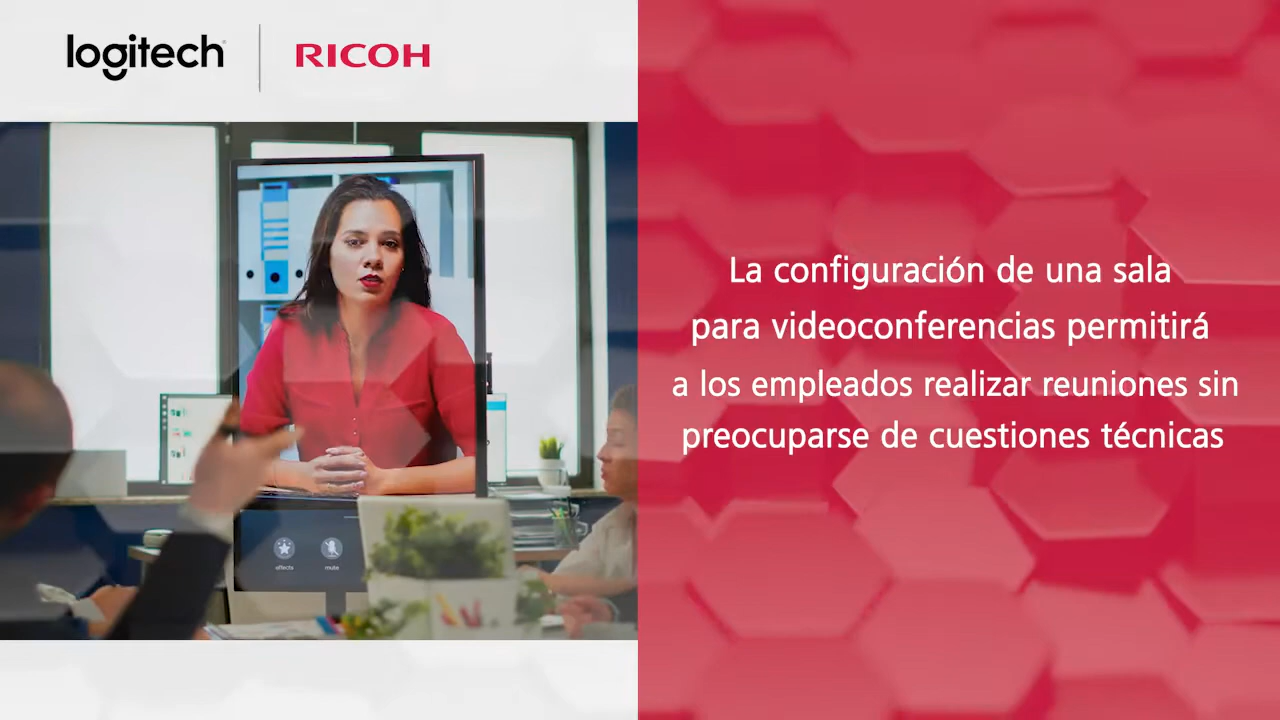 logitech
RICOH
La configuración de una sala
para videoconferencias permitirá
a los empleados realizar reuniones sin
preocuparse de cuestiones técnicas
effects
mute